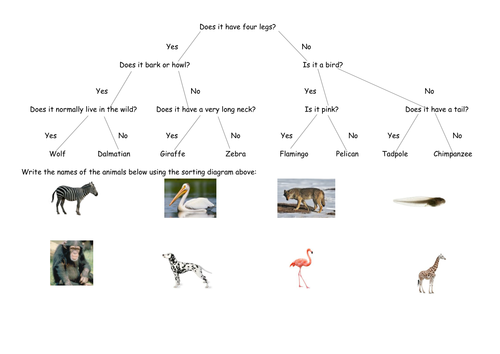 Does it have four legs?
Yes No
Does it bark or howl? Is it a bird?
Yes No Yes No
Does it normally live in the wild? Does it have a very long neck? Is it pink? Does it have a tail?
Yes No Yes No Yes No Yes No
Wolf Dalmatian Giraffe Zebra Flamingo Pelican Tadpole Chimpanzee
Write the names of the animals below using the sorting diagram above: